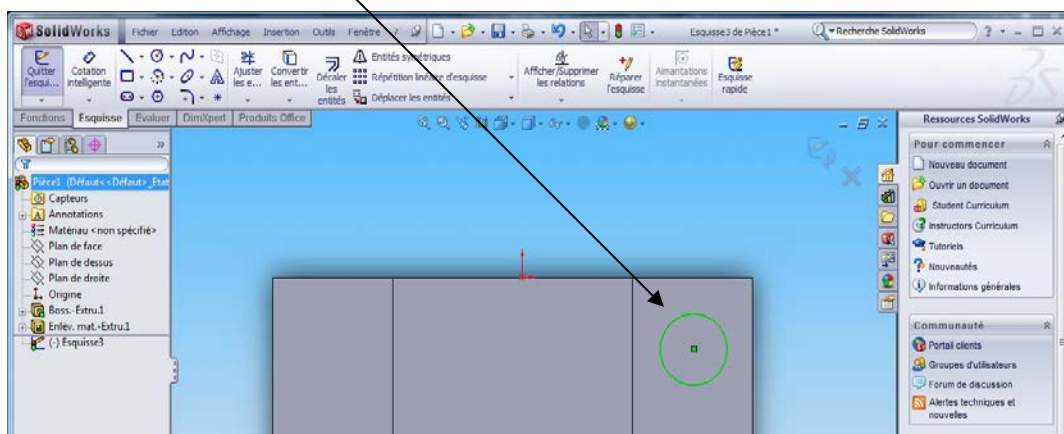 SolidWorks
Fichier Edition Affichage Insertion Outils Fenêtre ?
Esquisse3 de Pièce1 *
Recherche SolidWorks
Quitter l'esqui...
Cotation intelligente
Ajuster les e...
Convertir les ent...
Décaler les entités
Entités symétriques
Répétition linéaire d'esquisse
Déplacer les entités
Afficher/Supprimer les relations
Réparer l'esquisse
Aimantations instantanées
Esquisse rapide
Fonctions Esquisse Evaluer DimXpert Produits Office
Pièce1 (Défaut<<Défaut>_Etat
Capteurs
Annotations
Matériau <non spécifié>
Plan de face
Plan de dessus
Plan de droite
Origine
Boss.-Extru.1
Enlèv. mat.-Extru.1
(-) Esquisse3
Ressources SolidWorks
Pour commencer
Nouveau document
Ouvrir un document
Student Curriculum
Instructors Curriculum
Tutoriels
Nouveautés
Informations générales
Communauté
Portail clients
Groupes d'utilisateurs
Forum de discussion
Alertes techniques et
nouvelles